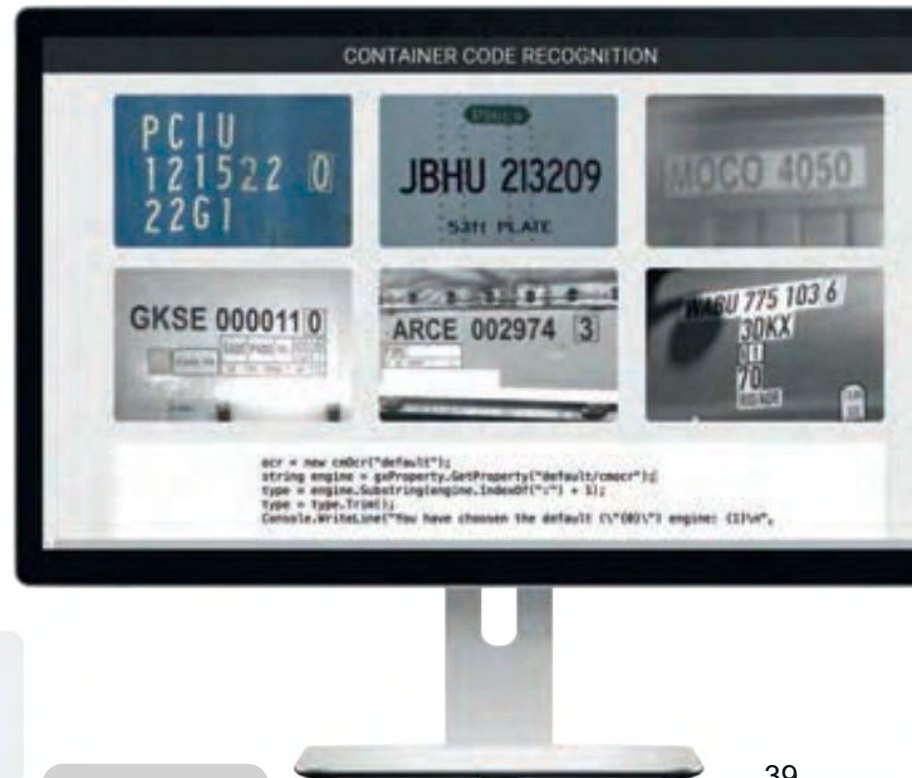 CONTAINER CODE RECOGNITION
PCIU
121522 0
22G1
JBHU 213209
53ft PLATE
MOCO 4050
GKSE 000011 0
ARCE 002974 3
WABU 775 103 6
30KX
70
ocr = new cmOcr("default");
string engine = gxProperty.GetProperty("default/cmocr");
type = engine.Substring(engine.IndexOf(":") + 1);
type = type.Trim();
Console.WriteLine("You have choosen the default (\"{0}\") engine: {1}\n",
39